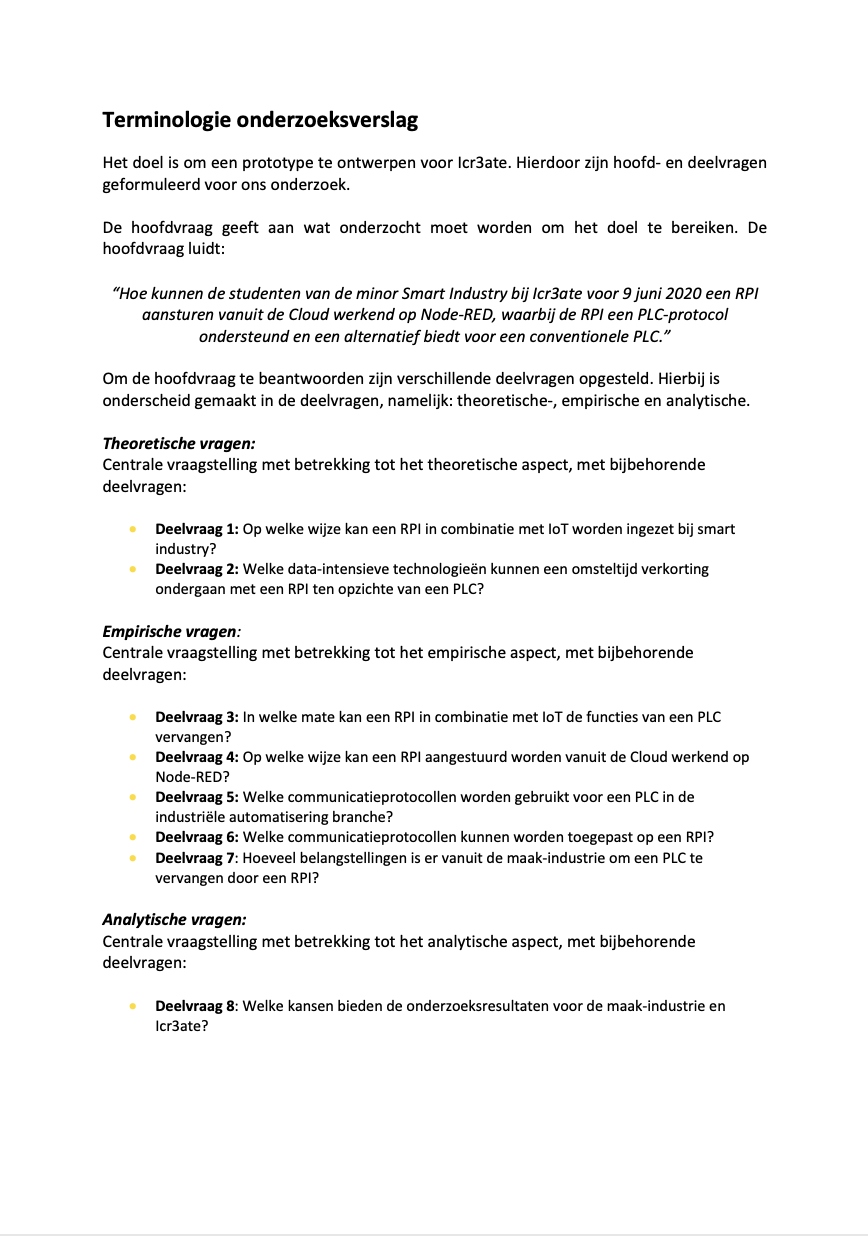 Terminologie onderzoeksverslag
Het doel is om een prototype te ontwerpen voor Icr3ate. Hierdoor zijn hoofd- en deelvragen
geformuleerd voor ons onderzoek.
De hoofdvraag geeft aan wat onderzocht moet worden om het doel te bereiken. De
hoofdvraag luidt:
“Hoe kunnen de studenten van de minor Smart Industry bij Icr3ate voor 9 juni 2020 een RPI
aansturen vanuit de Cloud werkend op Node-RED, waarbij de RPI een PLC-protocol
ondersteund en een alternatief biedt voor een conventionele PLC.”
Om de hoofdvraag te beantwoorden zijn verschillende deelvragen opgesteld. Hierbij is
onderscheid gemaakt in de deelvragen, namelijk: theoretische-, empirische en analytische.
Theoretische vragen:
Centrale vraagstelling met betrekking tot het theoretische aspect, met bijbehorende
deelvragen:
• Deelvraag 1: Op welke wijze kan een RPI in combinatie met IoT worden ingezet bij smart
industry?
• Deelvraag 2: Welke data-intensieve technologieën kunnen een omsteltijd verkorting
ondergaan met een RPI ten opzichte van een PLC?
Empirische vragen:
Centrale vraagstelling met betrekking tot het empirische aspect, met bijbehorende
deelvragen:
• Deelvraag 3: In welke mate kan een RPI in combinatie met IoT de functies van een PLC
vervangen?
• Deelvraag 4: Op welke wijze kan een RPI aangestuurd worden vanuit de Cloud werkend op
Node-RED?
• Deelvraag 5: Welke communicatieprotocollen worden gebruikt voor een PLC in de
industriële automatisering branche?
• Deelvraag 6: Welke communicatieprotocollen kunnen worden toegepast op een RPI?
• Deelvraag 7: Hoeveel belangstellingen is er vanuit de maak-industrie om een PLC te
vervangen door een RPI?
Analytische vragen:
Centrale vraagstelling met betrekking tot het analytische aspect, met bijbehorende
deelvragen:
• Deelvraag 8: Welke kansen bieden de onderzoeksresultaten voor de maak-industrie en
Icr3ate?